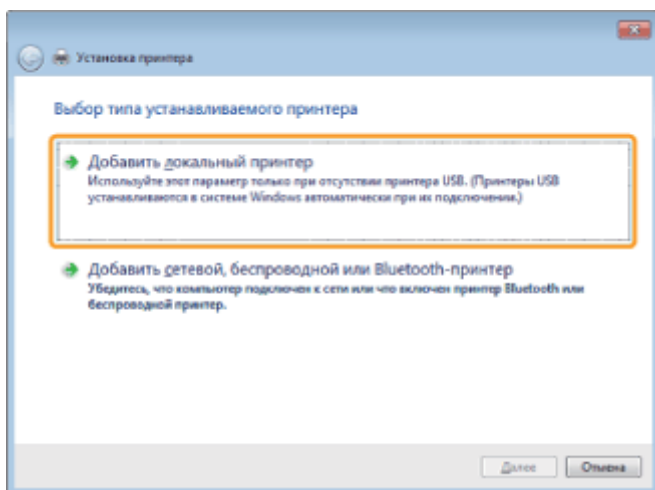 Установка принтера
Выбор типа устанавливаемого принтера
Добавить локальный принтер
Используйте этот параметр только при отсутствии принтера USB. (Принтеры USB
устанавливаются в системе Windows автоматически при их подключении.)
Добавить сетевой, беспроводной или Bluetooth-принтер
Убедитесь, что компьютер подключен к сети или что включен принтер Bluetooth или
беспроводной принтер.
Далее Отмена